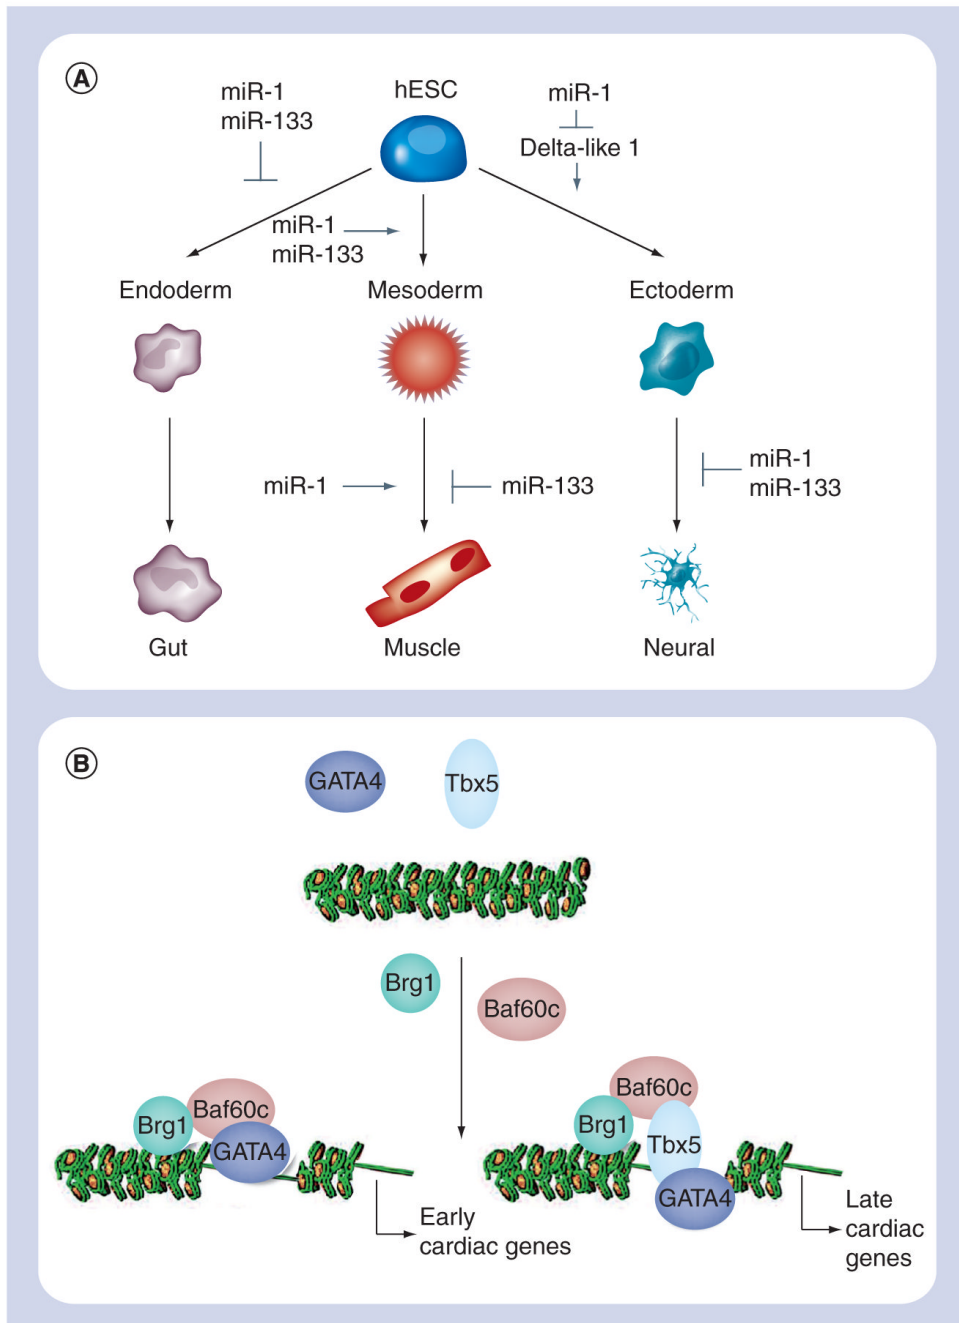 A
miR-1
miR-133
hESC
miR-1
Delta-like 1
miR-1
miR-133
Endoderm
Mesoderm
Ectoderm
miR-1
miR-133
miR-1
miR-133
Gut
Muscle
Neural
B
GATA4
Tbx5
Brg1
Baf60c
Baf60c
Brg1
GATA4
Early
cardiac genes
Baf60c
Brg1
Tbx5
GATA4
Late
cardiac
genes